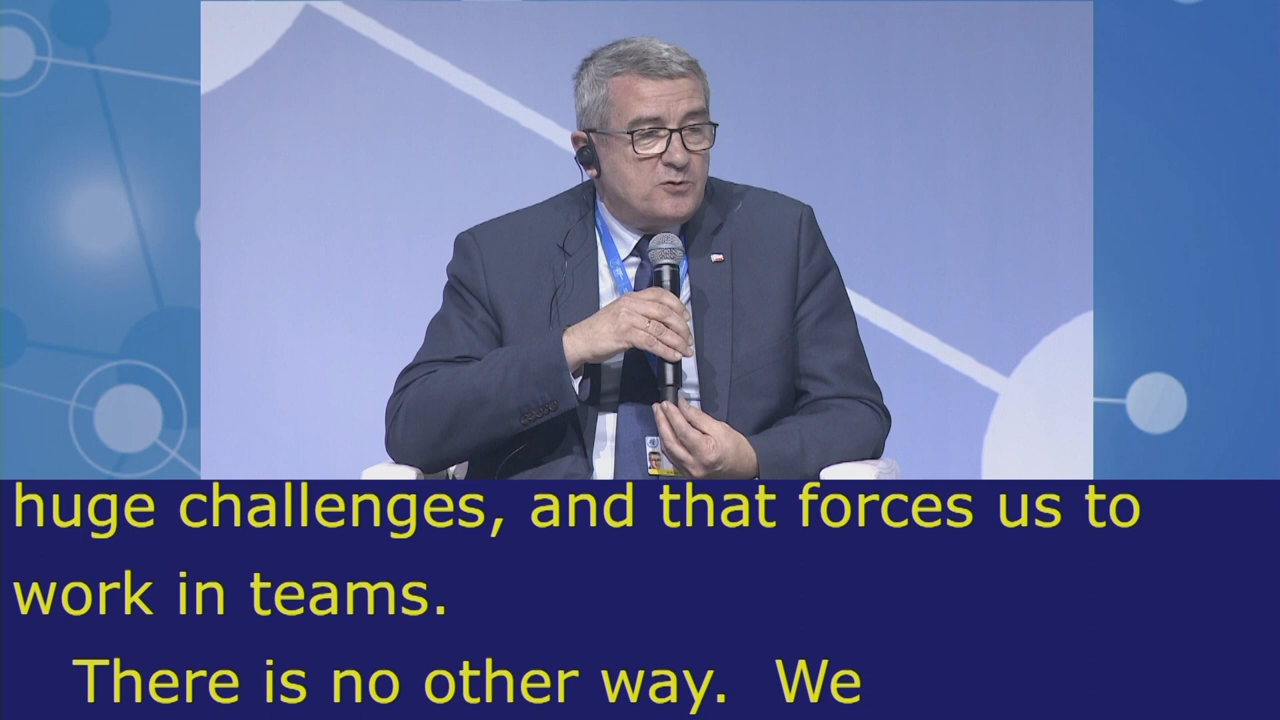 huge challenges, and that forces us to
work in teams.
There is no other way.  We